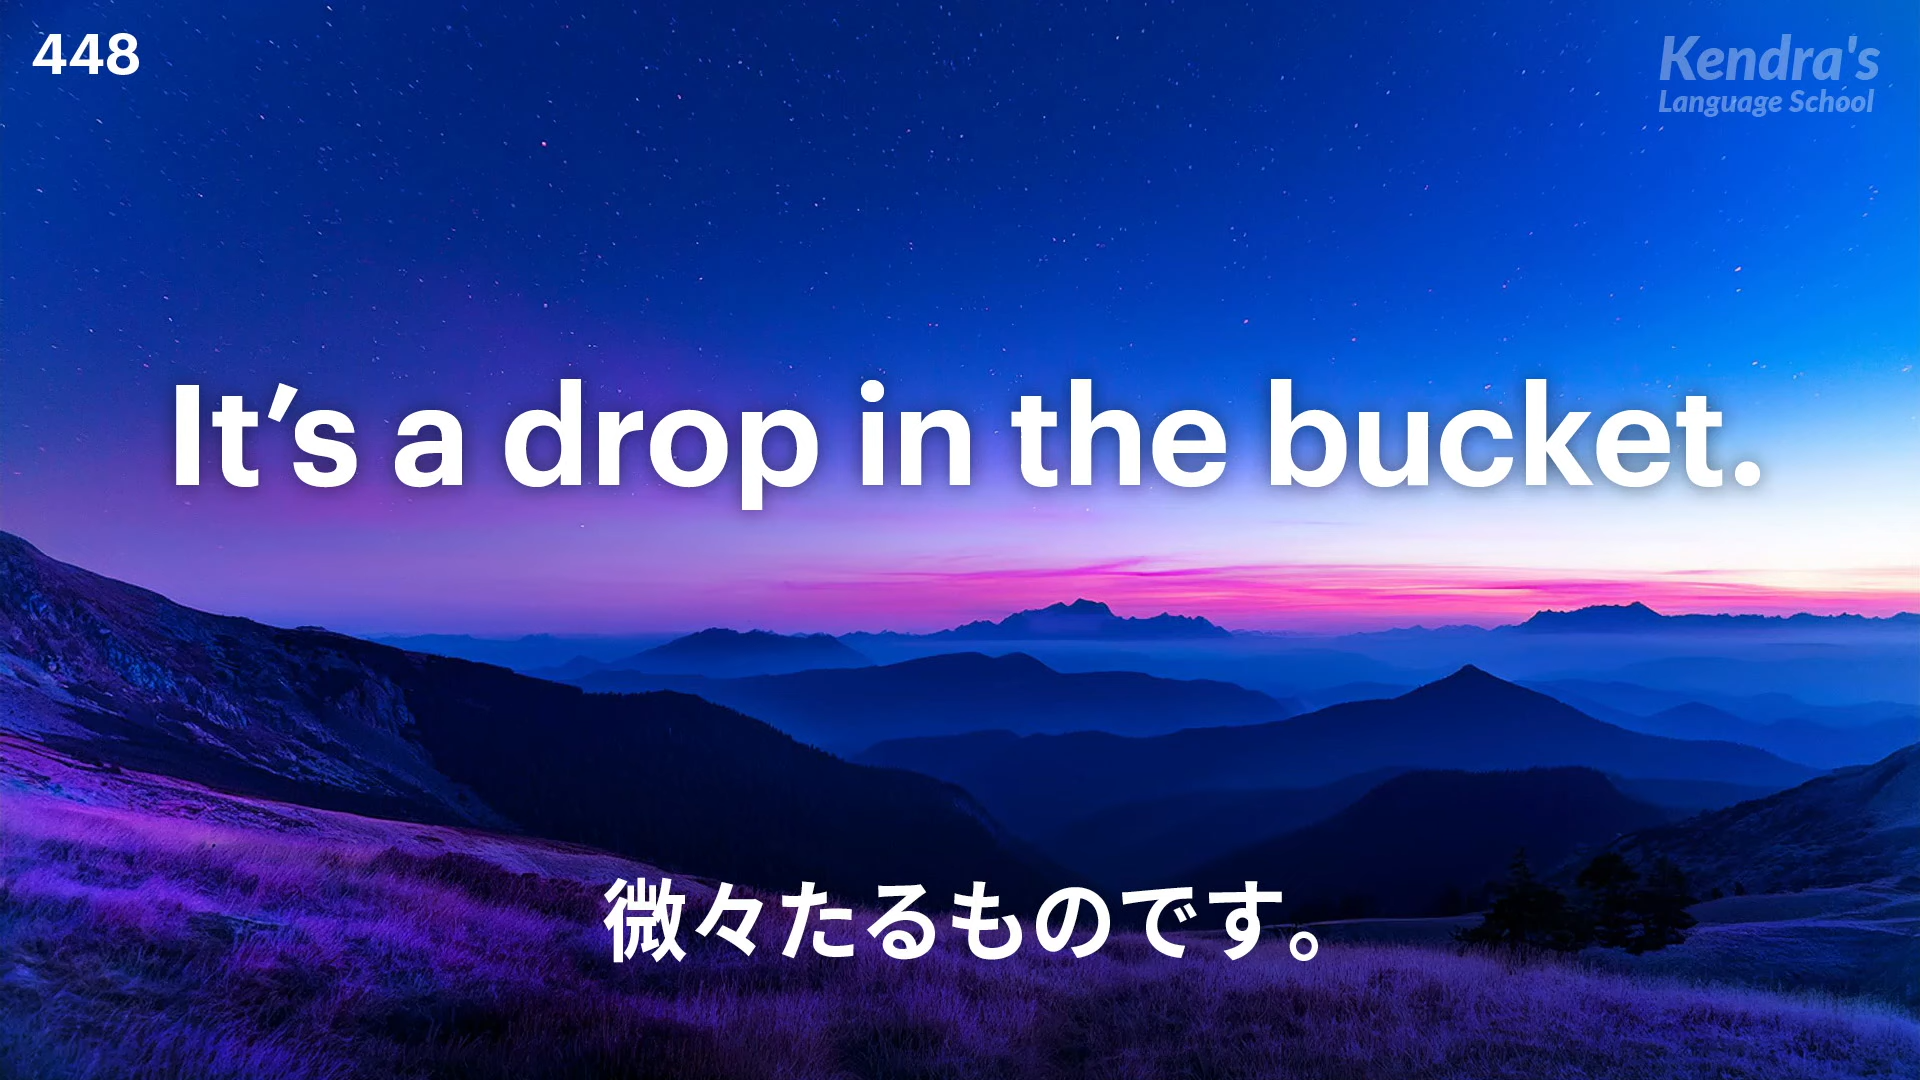 448
Kendra's
Language School
It’s a drop in the bucket.
微々たるものです。